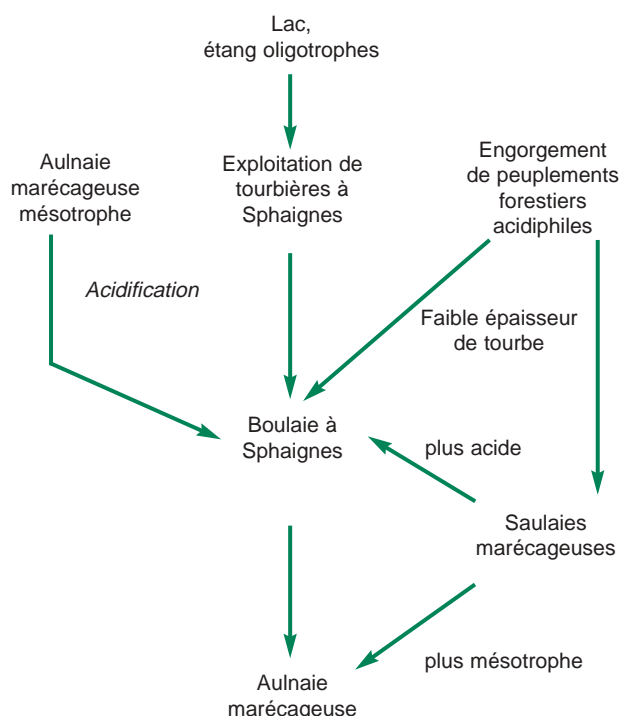 Lac,
étang oligotrophes
Aulnaie
marécageuse
mésotrophe
Exploitation de
tourbières à
Sphaignes
Engorgement
de peuplements
forestiers
acidiphiles
Acidification
Faible épaisseur
de tourbe
Boulaie à
Sphaignes
plus acide
Saulaies
marécageuses
plus mésotrophe
Aulnaie
marécageuse